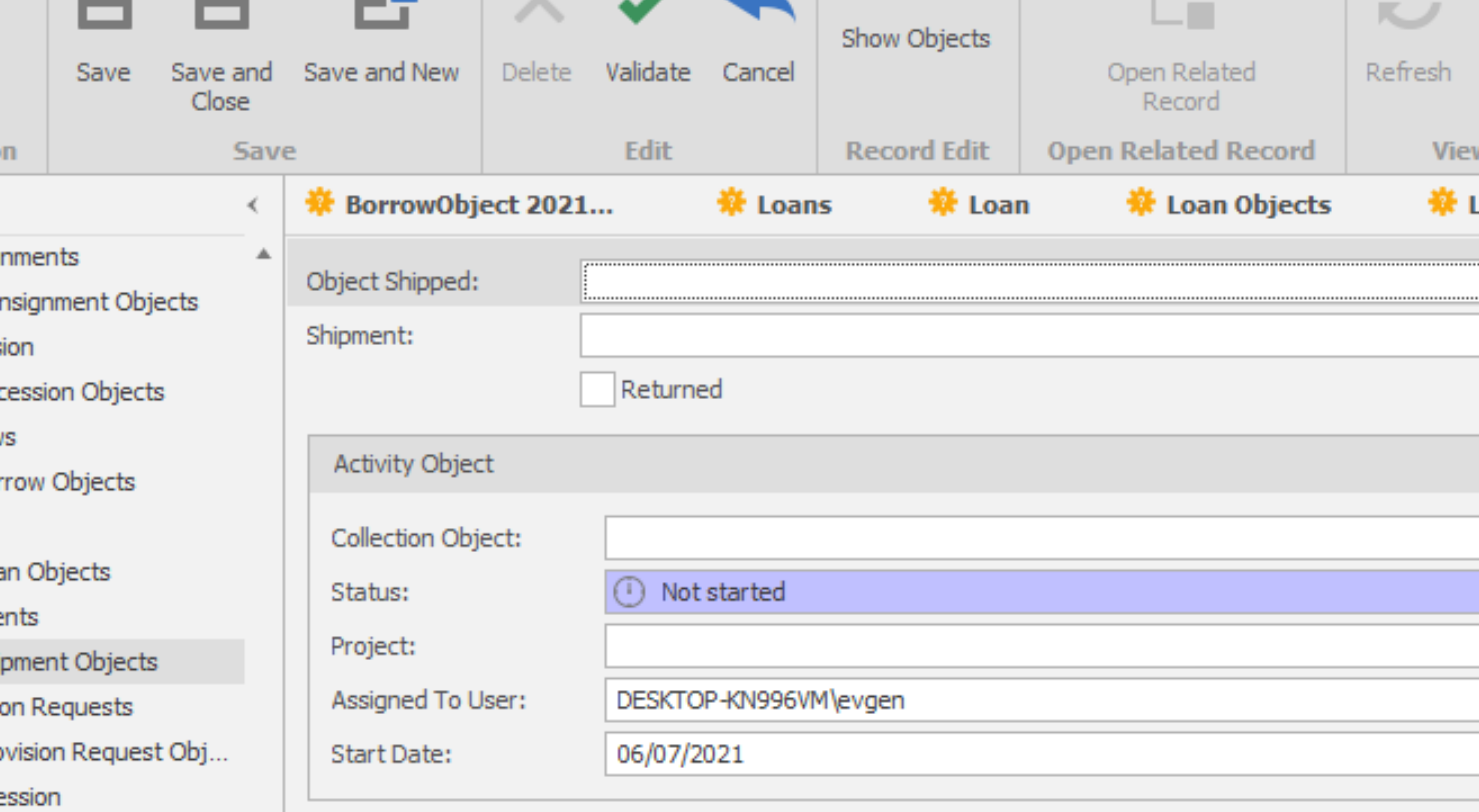 Save
Save and Close
Save and New
Delete
Validate
Cancel
Show Objects
Open Related Record
Refresh
Save
Edit
Record Edit
Open Related Record
BorrowObject 2021...
Loans
Loan
Loan Objects
Object Shipped:
Shipment:
Returned
Activity Object
Collection Object:
Status:
Not started
Project:
Assigned To User:
DESKTOP-KN996VM\evgen
Start Date:
06/07/2021
nments
nsignment Objects
sion
cession Objects
ws
rrow Objects
an Objects
ents
pment Objects
on Requests
ovision Request Obj...
ession